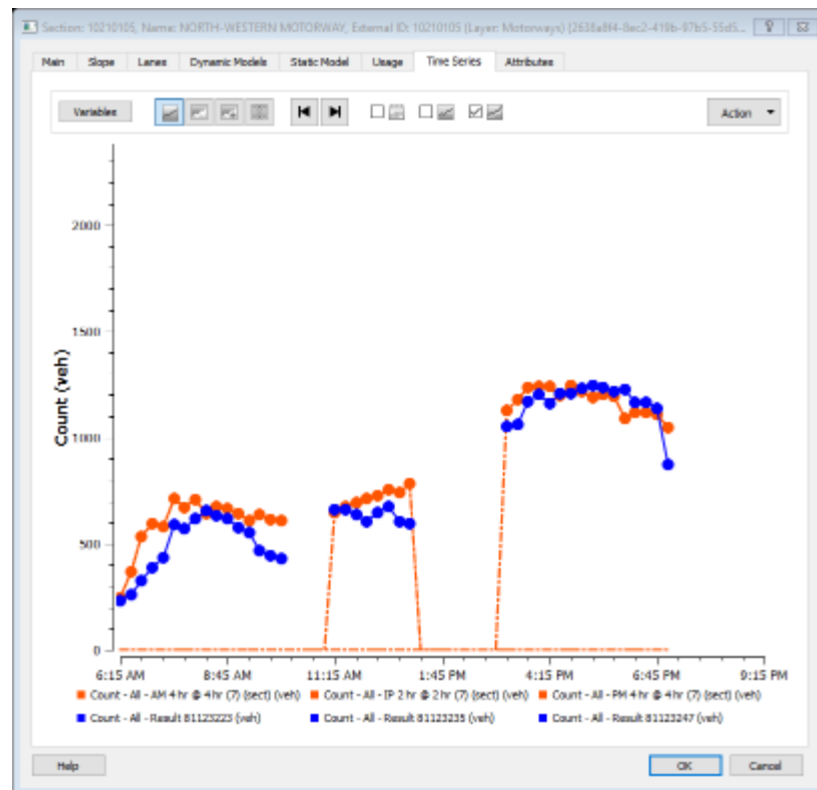 Section: 10210105, Name: NORTH-WESTERN MOTORWAY, External ID: 10210105 (Layer: Motorways) {2638a8f4-8ec2-419b-97b5-55d5...
Main Slope Lanes Dynamic Models Static Model Usage Time Series Attributes
Variables Action
2000
1500
1000
500
0
Count (veh)
6:15 AM 8:45 AM 11:15 AM 1:45 PM 4:15 PM 6:45 PM 9:15 PM
Count - All - AM 4 hr @ 4 hr (7) (sect) (veh) Count - All - IP 2 hr @ 2 hr (7) (sect) (veh) Count - All - PM 4 hr @ 4 hr (7) (sect) (veh)
Count - All - Result 81123223 (veh) Count - All - Result 81123235 (veh) Count - All - Result 81123247 (veh)
Help OK Cancel